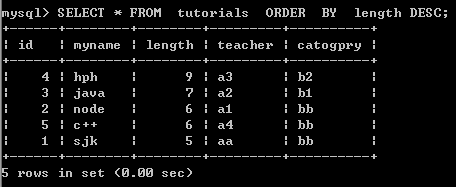 mysql> SELECT * FROM  tutorials  ORDER  BY  length DESC;
+------+--------+--------+---------+----------+
| id   | myname | length | teacher | catogpry |
+------+--------+--------+---------+----------+
|    4 | hph    |      9 | a3      | b2       |
|    3 | java   |      7 | a2      | b1       |
|    2 | node   |      6 | a1      | bb       |
|    5 | c++    |      6 | a4      | bb       |
|    1 | sjk    |      5 | aa      | bb       |
+------+--------+--------+---------+----------+
5 rows in set (0.00 sec)